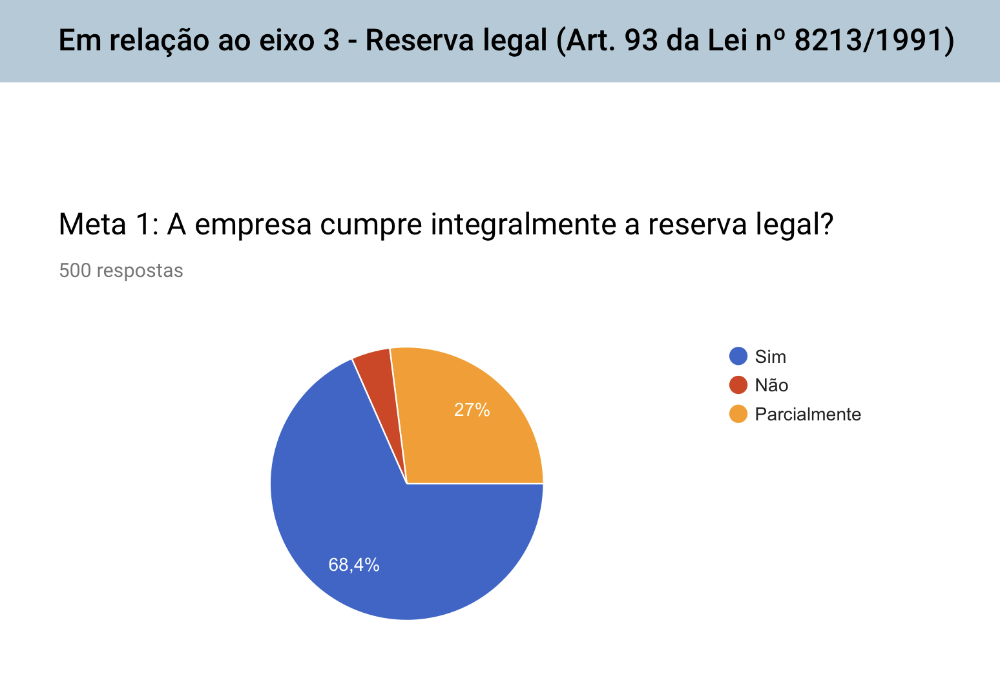 Em relação ao eixo 3 - Reserva legal (Art. 93 da Lei nº 8213/1991)
Meta 1: A empresa cumpre integralmente a reserva legal?
500 respostas
Sim
Não
Parcialmente
27%
68,4%